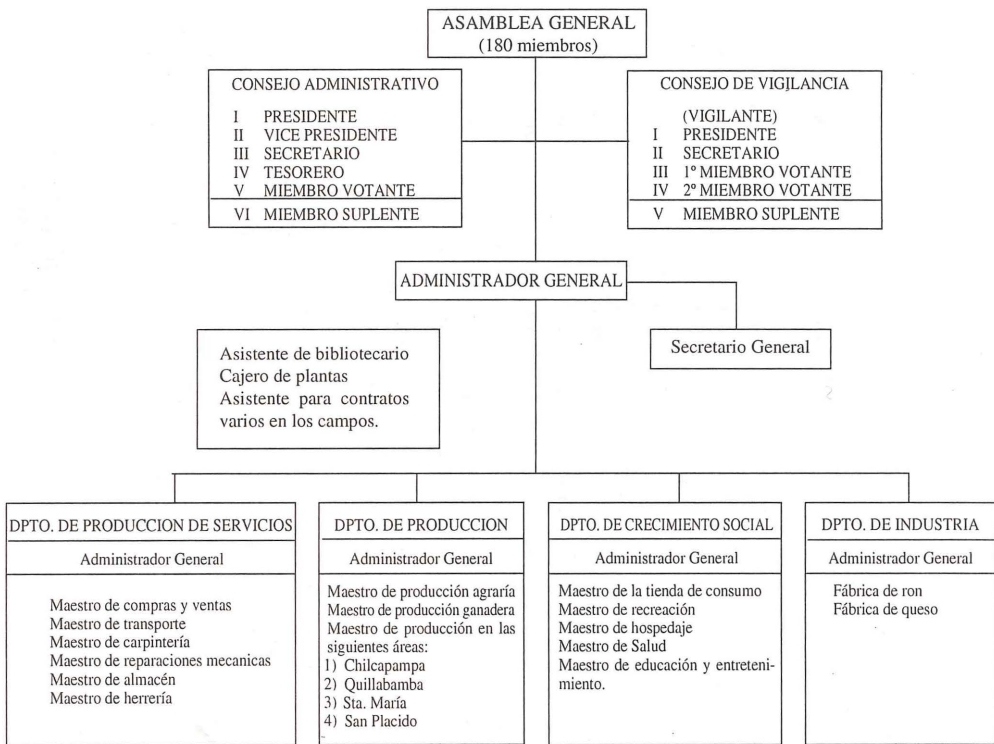 ASAMBLEA GENERAL
(180 miembros)
CONSEJO ADMINISTRATIVO
I PRESIDENTE
II VICE PRESIDENTE
III SECRETARIO
IV TESORERO
V MIEMBRO VOTANTE
VI MIEMBRO SUPLENTE
CONSEJO DE VIGILANCIA
(VIGILANTE)
I PRESIDENTE
II SECRETARIO
III 1º MIEMBRO VOTANTE
IV 2º MIEMBRO VOTANTE
V MIEMBRO SUPLENTE
ADMINISTRADOR GENERAL
Secretario General
Asistente de bibliotecario
Cajero de plantas
Asistente para contratos
varios en los campos.
DPTO. DE PRODUCCION DE SERVICIOS
Administrador General
Maestro de compras y ventas
Maestro de transporte
Maestro de carpintería
Maestro de reparaciones mecanicas
Maestro de almacén
Maestro de herrería
DPTO. DE PRODUCCION
Administrador General
Maestro de producción agraría
Maestro de producción ganadera
Maestro de producción en las
siguientes áreas:
1) Chilcapampa
2) Quillabamba
3) Sta. María
4) San Placido
DPTO. DE CRECIMIENTO SOCIAL
Administrador General
Maestro de la tienda de consumo
Maestro de recreación
Maestro de hospedaje
Maestro de Salud
Maestro de educación y entreteni-
miento.
DPTO. DE INDUSTRIA
Administrador General
Fábrica de ron
Fábrica de queso